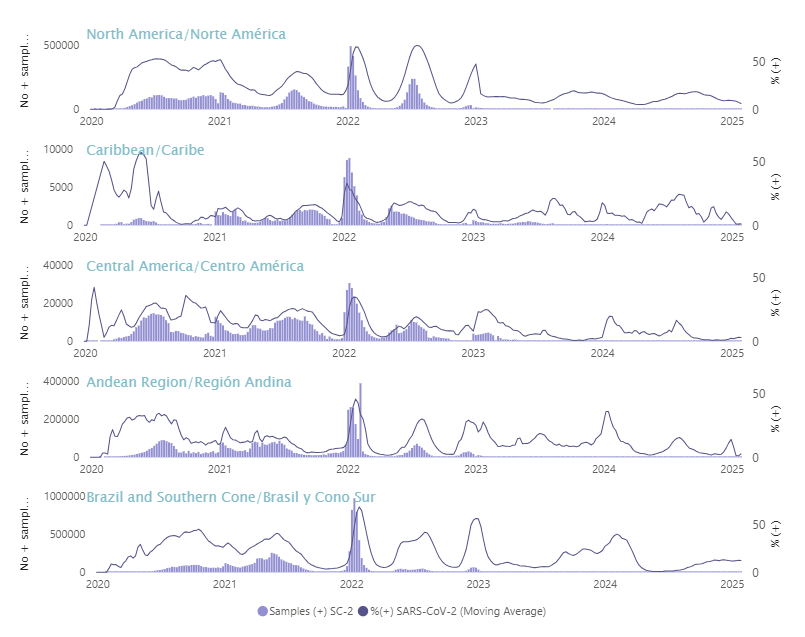 North America/Norte América
No + sampl...
500000
0
50
0
% (+)
2020 2021 2022 2023 2024 2025
Caribbean/Caribe
No + sampl...
10000
5000
0
50
0
% (+)
2020 2021 2022 2023 2024 2025
Central America/Centro América
No + sampl...
40000
20000
0
50
0
% (+)
2020 2021 2022 2023 2024 2025
Andean Region/Región Andina
No + sampl...
400000
200000
0
50
0
% (+)
2020 2021 2022 2023 2024 2025
Brazil and Southern Cone/Brasil y Cono Sur
No + sampl...
1000000
500000
0
50
0
% (+)
2020 2021 2022 2023 2024 2025
Samples (+) SC-2 %(+) SARS-CoV-2 (Moving Average)